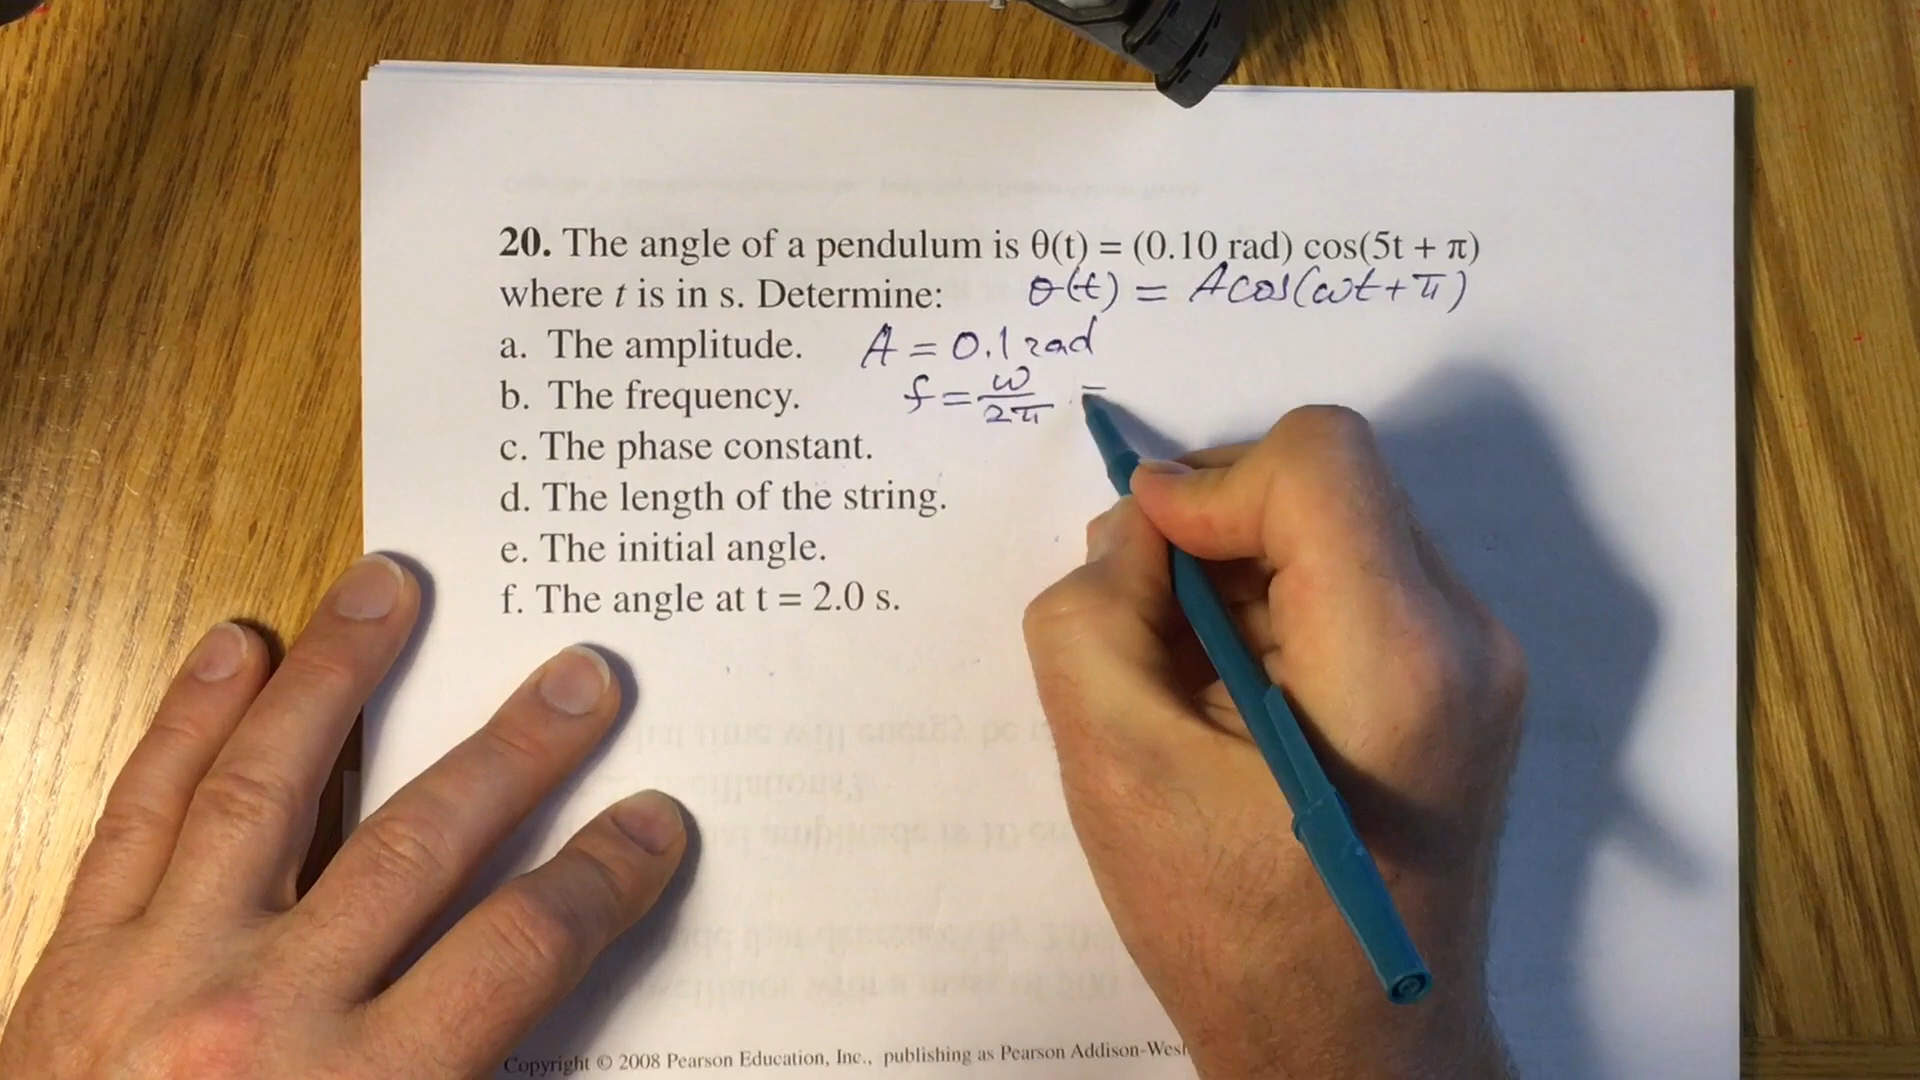 20. The angle of a pendulum is θ(t) = (0.10 rad) cos(5t + π)
where t is in s. Determine: θ(t) = A cos(ωt + π)
a. The amplitude. A = 0.1 rad
b. The frequency. f = ω/2π =
c. The phase constant.
d. The length of the string.
e. The initial angle.
f. The angle at t = 2.0 s.
Copyright © 2008 Pearson Education, Inc., publishing as Pearson Addison-Wesl